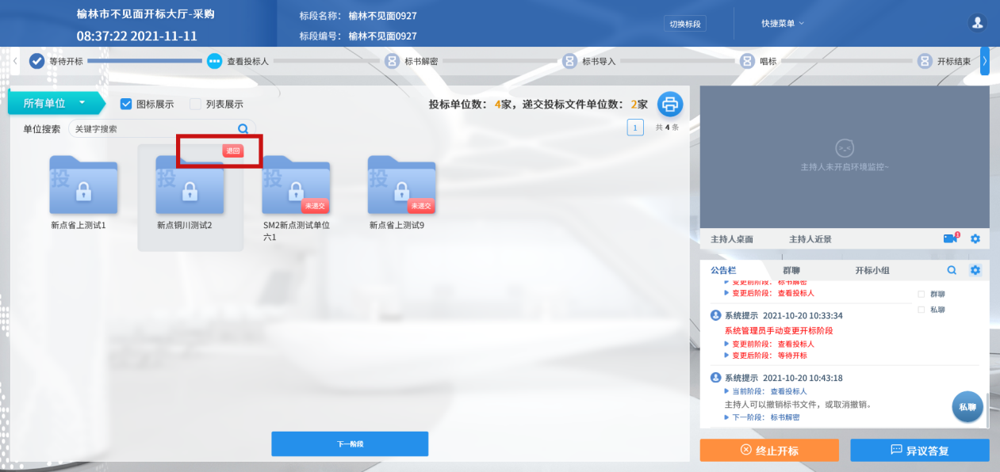 榆林市不见面开标大厅-采购
08:37:22 2021-11-11
标段名称： 榆林不见面0927
标段编号： 榆林不见面0927
切换标段
快捷菜单
等待开标
查看投标人
标书解密
标书导入
唱标
开标结束
所有单位
图标展示
列表展示
投标单位数： 4家，递交投标文件单位数： 2家
单位搜索
关键字搜索
1
共 4 条
退回
投
投
投
投
未递交
未递交
新点省上测试1
新点铜川测试2
SM2新点测试单位
六1
新点省上测试9
下一阶段
主持人未开启环境监控~
主持人桌面
主持人近景
1
公告栏
群聊
开标小组
变更前阶段： 标书解密
变更后阶段： 查看投标人
群聊
私聊
系统提示 2021-10-20 10:33:34
系统管理员手动变更开标阶段
变更前阶段： 查看投标人
变更后阶段： 等待开标
系统提示 2021-10-20 10:43:18
当前阶段： 查看投标人
主持人可以撤销标书文件，或取消撤销。
下一阶段： 标书解密
私聊
终止开标
异议答复